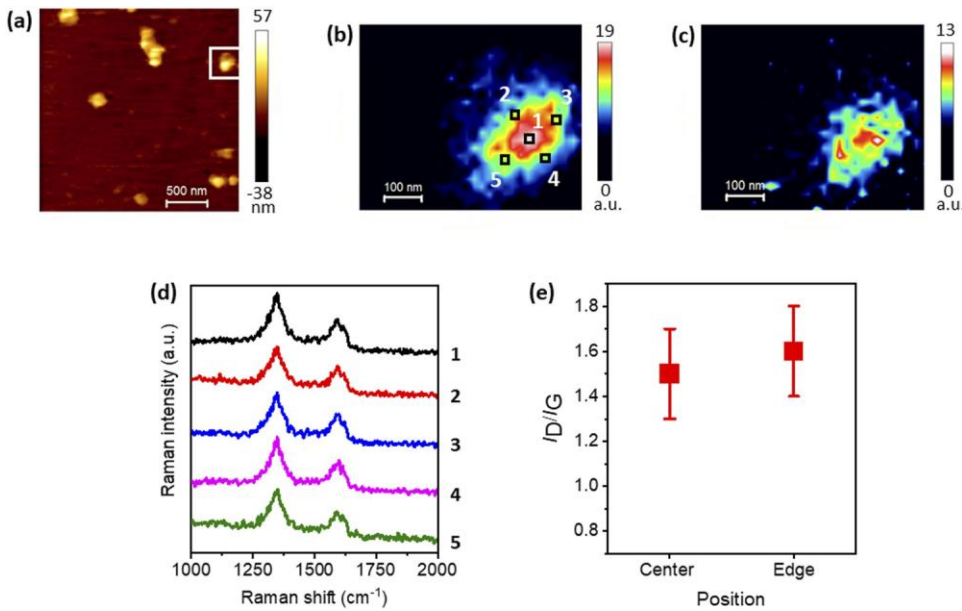 (a)
57
500 nm
-38
nm
(b)
19
2
3
1
5
4
100 nm
0
a.u.
(c)
13
100 nm
0
a.u.
(d)
Raman intensity (a.u.)
1
2
3
4
5
1000 1250 1500 1750 2000
Raman shift (cm⁻¹)
(e)
I_D/I_G
1.8
1.6
1.4
1.2
1.0
0.8
Center Edge
Position